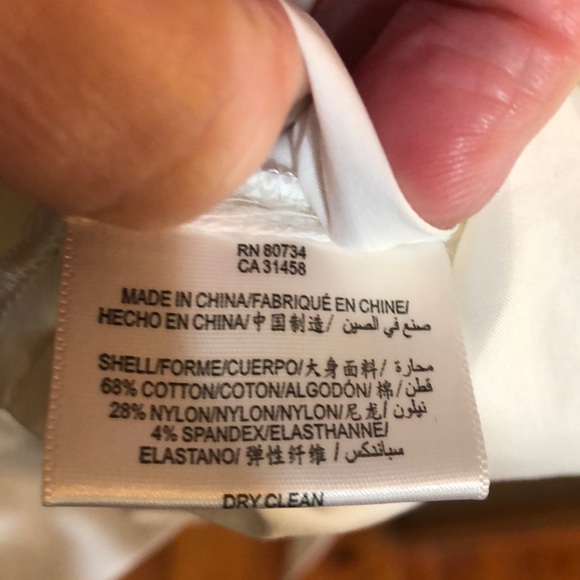 RN 80734
CA 31458
MADE IN CHINA/FABRIQUÉ EN CHINE/
HECHO EN CHINA/中国制造/ صنع في الصين
SHELL/FORME/CUERPO/大身面料/ محارة
68% COTTON/COTON/ALGODÓN/ 棉/ قطن
28% NYLON/NYLON/NYLON/尼龙/ نيلون
4% SPANDEX/ELASTHANNE/
ELASTANO/ 弹性纤维 / سباندكس
DRY CLEAN